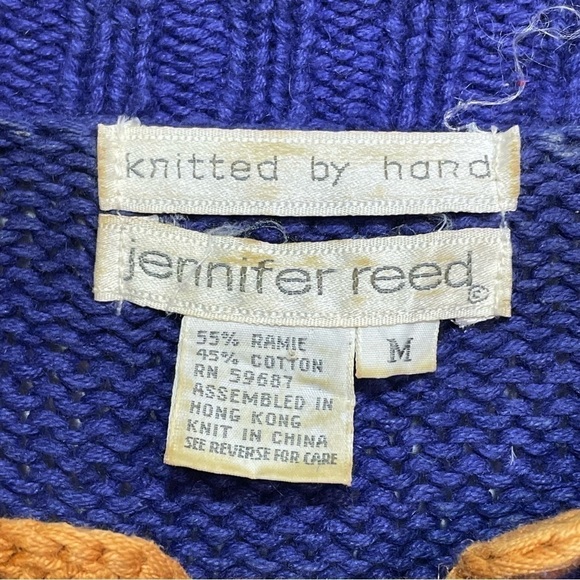 knitted by hand
jennifer reed ©
55% RAMIE
45% COTTON
RN 59687
ASSEMBLED IN
HONG KONG
KNIT IN CHINA
SEE REVERSE FOR CARE
M